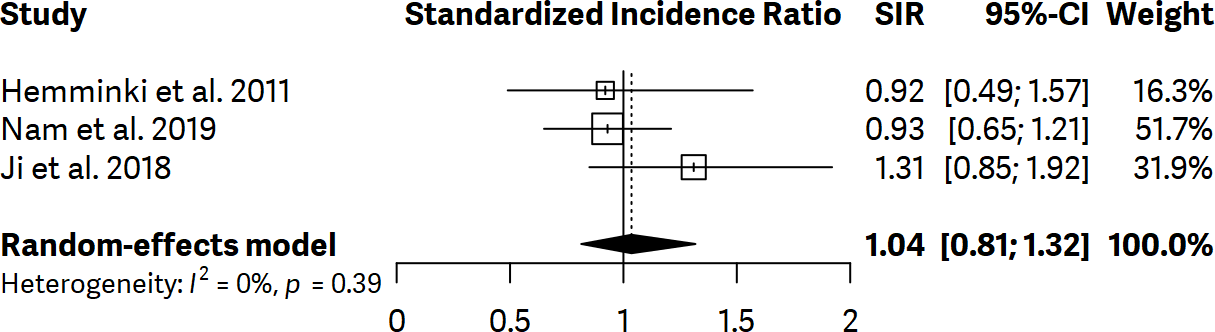 Study Standardized Incidence Ratio SIR 95%-CI Weight
Hemminki et al. 2011 0.92 [0.49; 1.57] 16.3%
Nam et al. 2019 0.93 [0.65; 1.21] 51.7%
Ji et al. 2018 1.31 [0.85; 1.92] 31.9%
Random-effects model 1.04 [0.81; 1.32] 100.0%
Heterogeneity: I² = 0%, p = 0.39
0 0.5 1 1.5 2